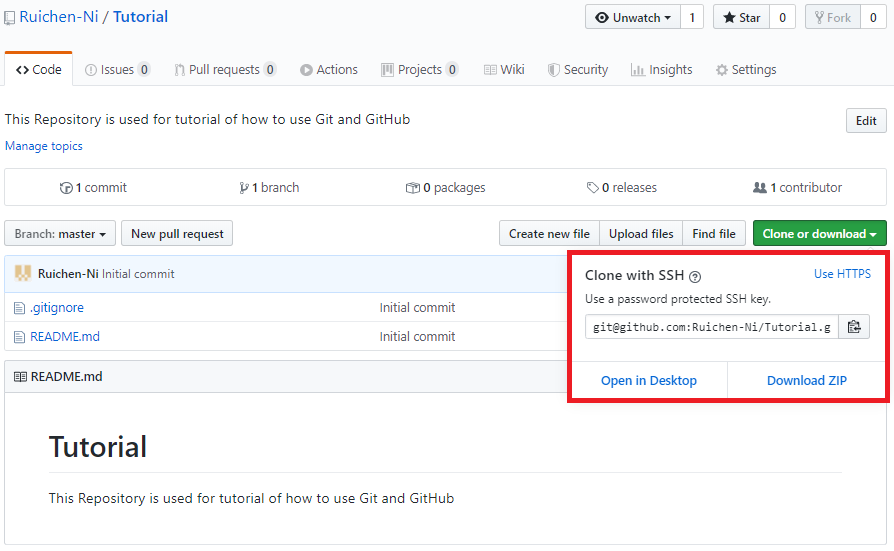 Ruichen-Ni / Tutorial
Unwatch 1 Star 0 Fork 0
Code Issues 0 Pull requests 0 Actions Projects 0 Wiki Security Insights Settings
This Repository is used for tutorial of how to use Git and GitHub
Edit
Manage topics
1 commit 1 branch 0 packages 0 releases 1 contributor
Branch: master New pull request Create new file Upload files Find file Clone or download
Ruichen-Ni Initial commit
.gitignore Initial commit
README.md Initial commit
Clone with SSH ? Use HTTPS
Use a password protected SSH key.
git@github.com:Ruichen-Ni/Tutorial.g
Open in Desktop Download ZIP
README.md
Tutorial
This Repository is used for tutorial of how to use Git and GitHub